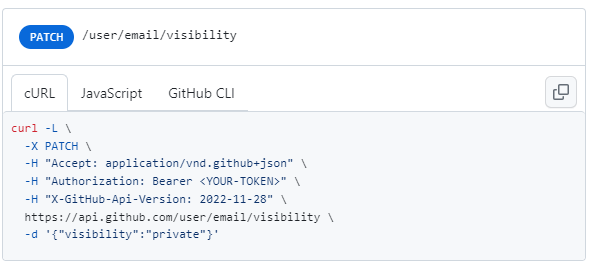 PATCH /user/email/visibility
cURL JavaScript GitHub CLI
curl -L \
  -X PATCH \
  -H "Accept: application/vnd.github+json" \
  -H "Authorization: Bearer <YOUR-TOKEN>" \
  -H "X-GitHub-Api-Version: 2022-11-28" \
  https://api.github.com/user/email/visibility \
  -d '{"visibility":"private"}'